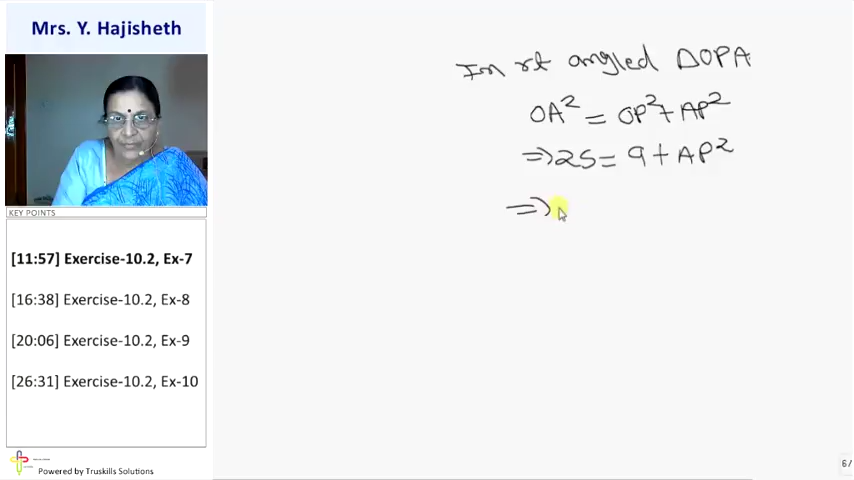 Mrs. Y. Hajisheth
KEY POINTS
[11:57] Exercise-10.2, Ex-7
[16:38] Exercise-10.2, Ex-8
[20:06] Exercise-10.2, Ex-9
[26:31] Exercise-10.2, Ex-10
Powered by Truskills Solutions
In rt angled ΔOPA
OA² = OP² + AP²
⇒ 25 = 9 + AP²
⇒
6/